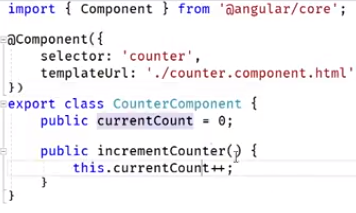 import { Component } from '@angular/core';
@Component({
selector: 'counter',
templateUrl: './counter.component.html'
})
export class CounterComponent {
public currentCount = 0;
public incrementCounter() {
this.currentCount++;
}
}